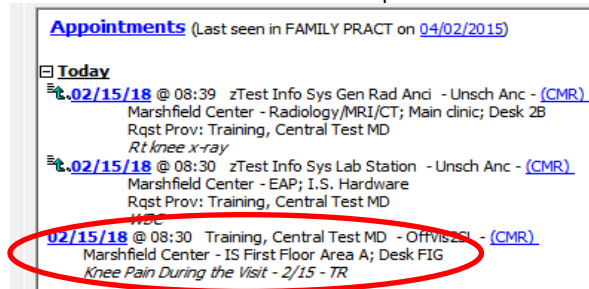 Appointments (Last seen in FAMILY PRACT on 04/02/2015)
Today
02/15/18 @ 08:39 zTest Info Sys Gen Rad Anci - Unsch Anc - (CMR)
Marshfield Center - Radiology/MRI/CT; Main clinic; Desk 2B
Rqst Prov: Training, Central Test MD
Rt knee x-ray
02/15/18 @ 08:30 zTest Info Sys Lab Station - Unsch Anc - (CMR)
Marshfield Center - EAP; I.S. Hardware
Rqst Prov: Training, Central Test MD
WBC
02/15/18 @ 08:30 Training, Central Test MD - OffVis2SL - (CMR)
Marshfield Center - IS First Floor Area A; Desk FIG
Knee Pain During the Visit - 2/15 - TR